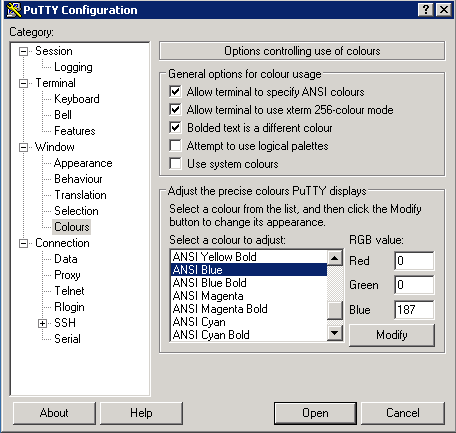 PuTTY Configuration
?
Category:
Session
Logging
Terminal
Keyboard
Bell
Features
Window
Appearance
Behaviour
Translation
Selection
Colours
Connection
Data
Proxy
Telnet
Rlogin
SSH
Serial
Options controlling use of colours
General options for colour usage
Allow terminal to specify ANSI colours
Allow terminal to use xterm 256-colour mode
Bolded text is a different colour
Attempt to use logical palettes
Use system colours
Adjust the precise colours PuTTY displays
Select a colour from the list, and then click the Modify
button to change its appearance.
Select a colour to adjust:
RGB value:
ANSI Yellow Bold
ANSI Blue
ANSI Blue Bold
ANSI Magenta
ANSI Magenta Bold
ANSI Cyan
ANSI Cyan Bold
Red 0
Green 0
Blue 187
Modify
About
Help
Open
Cancel